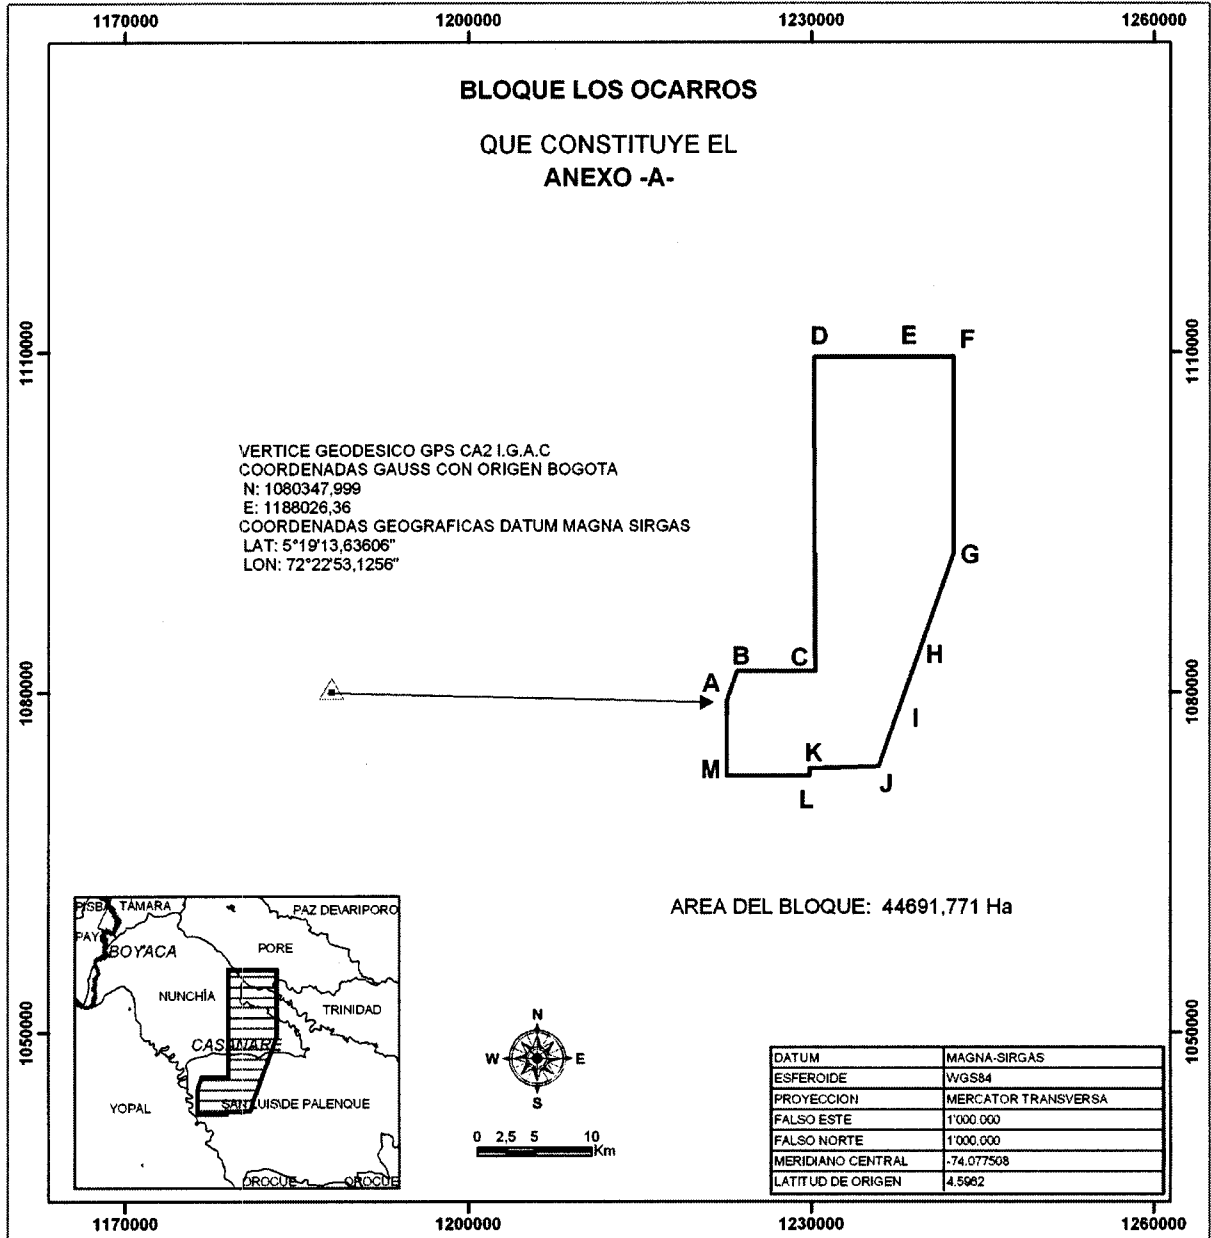 1170000 1200000 1230000 1260000
BLOQUE LOS OCARROS
QUE CONSTITUYE EL
ANEXO -A-
D E F
1110000 1110000
VERTICE GEODESICO GPS CA2 I.G.A.C
COORDENADAS GAUSS CON ORIGEN BOGOTA
N: 1080347,999
E: 1188026,36
COORDENADAS GEOGRAFICAS DATUM MAGNA SIRGAS
LAT: 5°19'13,63606"
LON: 72°22'53,1256"
G
B C H
A
1080000 1080000
I
M K
L J
AREA DEL BLOQUE: 44691,771 Ha
PISBA TÁMARA PAZ DE ARIPORO
PAY
BOYACA PORE
NUNCHÍA TRINIDAD
CASANARE
YOPAL SAN LUIS DE PALENQUE
OROCUE OROCUE
1050000 1050000
N
W E
S
0 2,5 5 10
Km
DATUM MAGNA-SIRGAS
ESFEROIDE WGS84
PROYECCION MERCATOR TRANSVERSA
FALSO ESTE 1'000.000
FALSO NORTE 1'000,000
MERIDIANO CENTRAL -74.077508
LATITUD DE ORIGEN 4.5962
1170000 1200000 1230000 1260000